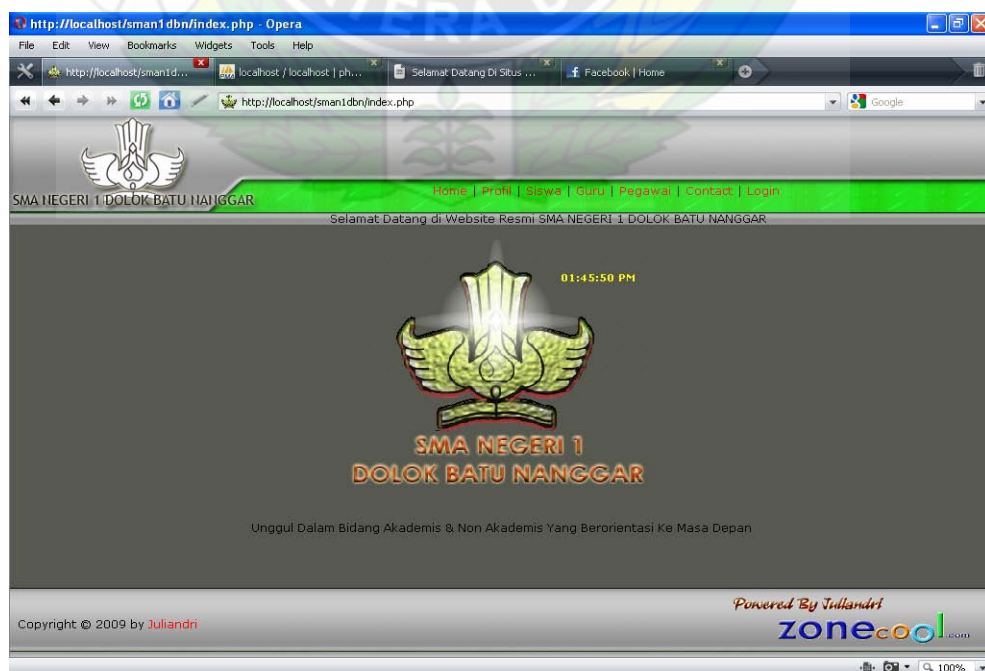 http://localhost/sman1dbn/index.php - Opera
File Edit View Bookmarks Widgets Tools Help
http://localhost/sman1d... localhost / localhost | ph... Selamat Datang Di Situs ... Facebook | Home
http://localhost/sman1dbn/index.php Google
SMA NEGERI 1 DOLOK BATU NANGGAR
Home | Profil | Siswa | Guru | Pegawai | Contact | Login
Selamat Datang di Website Resmi SMA NEGERI 1 DOLOK BATU NANGGAR
01:45:50 PM
SMA NEGERI 1
DOLOK BATU NANGGAR
Unggul Dalam Bidang Akademis & Non Akademis Yang Berorientasi Ke Masa Depan
Powered By Juliandri
zonecool.com
Copyright © 2009 by Juliandri
100%